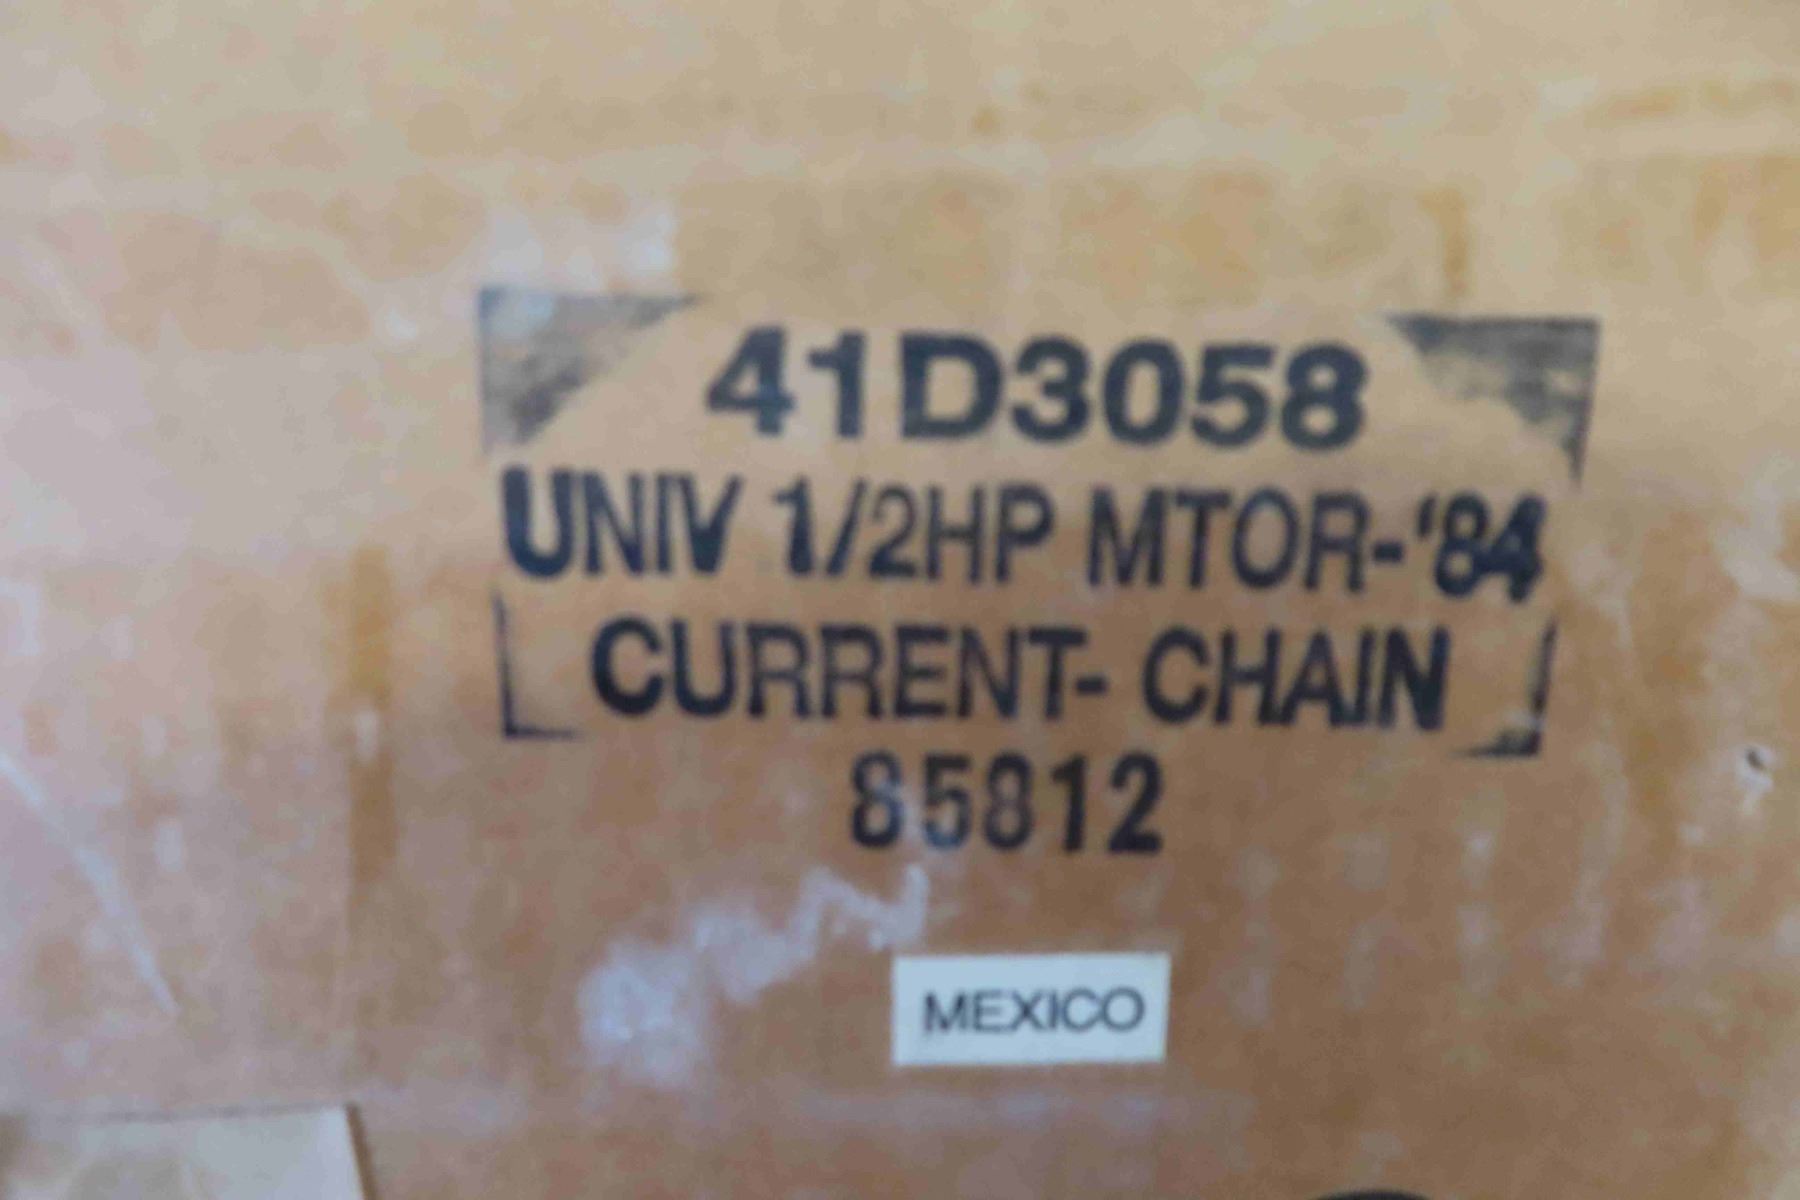 41D3058
UNIV 1/2HP MTOR-'84
CURRENT- CHAIN
85812
MEXICO